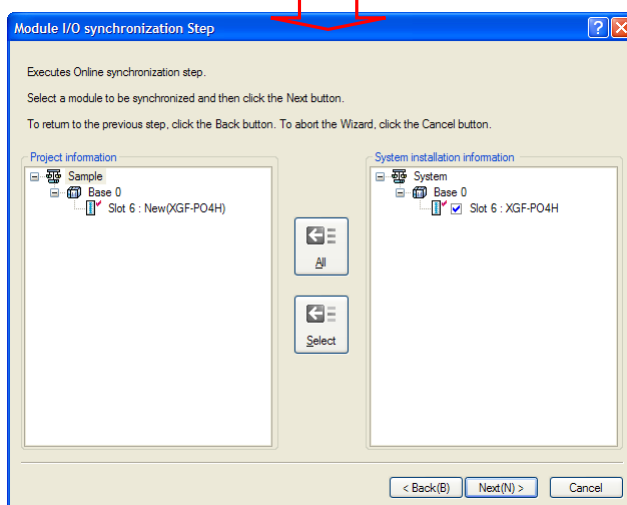 Module I/O synchronization Step
Executes Online synchronization step.
Select a module to be synchronized and then click the Next button.
To return to the previous step, click the Back button. To abort the Wizard, click the Cancel button.
Project information
Sample
Base 0
Slot 6 : New(XGF-PO4H)
All
Select
System installation information
System
Base 0
Slot 6 : XGF-PO4H
< Back(B)
Next(N) >
Cancel